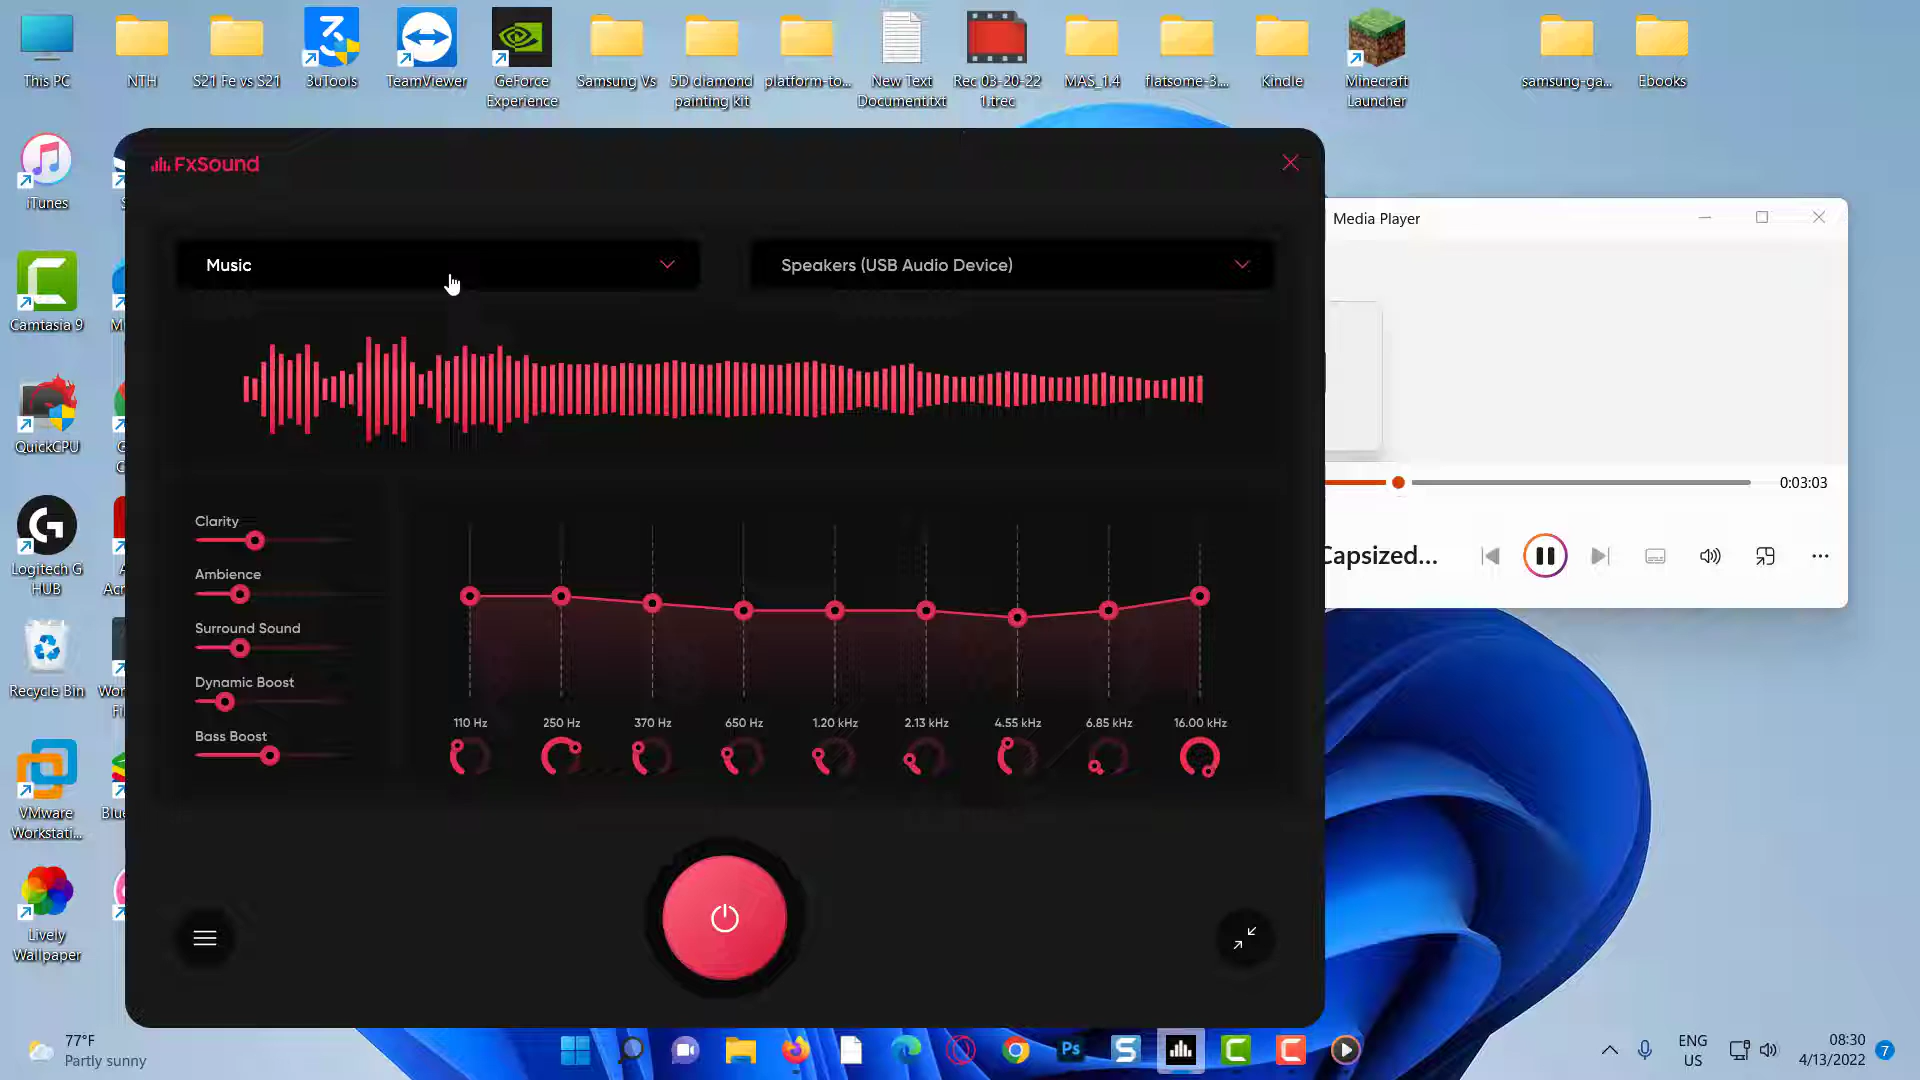 This PC
NTH
S21 Fe vs S21
3uTools
TeamViewer
GeForce
Experience
Samsung Vs
5D diamond
painting kit
platform-to...
New Text
Document.txt
Rec 03-20-22
1.trec
MAS_1.4
flatsome-3....
Kindle
Minecraft
Launcher
samsung-ga...
Ebooks
iTunes
Camtasia 9
QuickCPU
Logitech G
HUB
Recycle Bin
VMware
Workstati...
Lively
Wallpaper
FxSound
Music
Speakers (USB Audio Device)
Clarity
Ambience
Surround Sound
Dynamic Boost
Bass Boost
110 Hz
250 Hz
370 Hz
650 Hz
1.20 kHz
2.13 kHz
4.55 kHz
6.85 kHz
16.00 kHz
Media Player
0:03:03
Capsized...
77°F
Partly sunny
Ps
S
ENG
US
08:30
4/13/2022
7